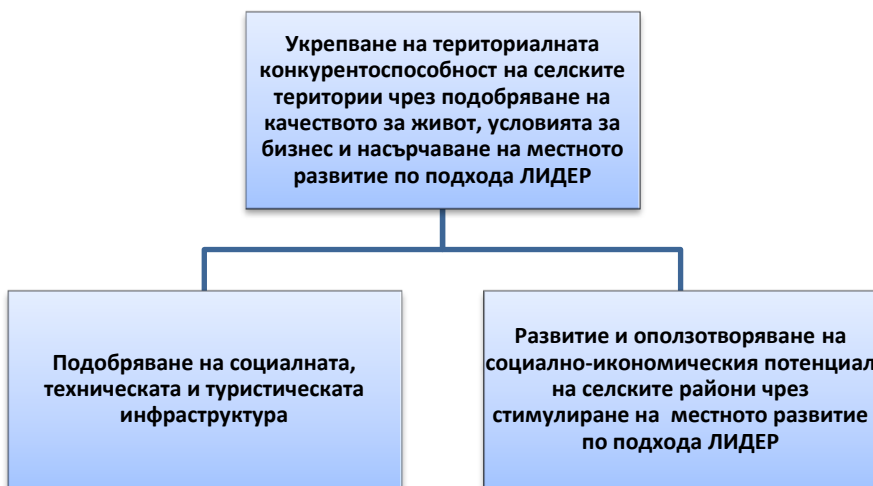 Укрепване на териториалната
конкурентоспособност на селските
територии чрез подобряване на
качеството за живот, условията за
бизнес и насърчаване на местното
развитие по подхода ЛИДЕР
Подобряване на социалната,
техническата и туристическата
инфраструктура
Развитие и оползотворяване на
социално-икономическия потенциал
на селските райони чрез
стимулиране на местното развитие
по подхода ЛИДЕР